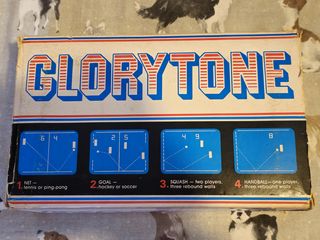 GLORYTONE
6 4
2 5
4 9
8
1. NET —
tennis or ping-pong
2. GOAL —
hockey or soccer
3. SQUASH — two players,
three rebound walls
4. HANDBALL — one player,
three rebound walls